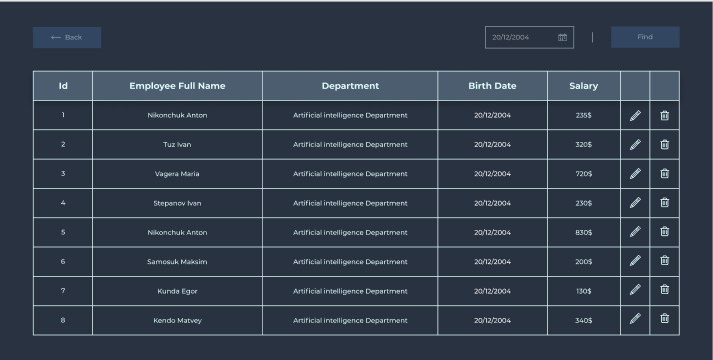 ← Back
20/12/2004
Find
Id Employee Full Name Department Birth Date Salary
1 Nikonchuk Anton Artificial intelligence Department 20/12/2004 235$
2 Tuz Ivan Artificial intelligence Department 20/12/2004 320$
3 Vagera Maria Artificial intelligence Department 20/12/2004 720$
4 Stepanov Ivan Artificial intelligence Department 20/12/2004 230$
5 Nikonchuk Anton Artificial intelligence Department 20/12/2004 830$
6 Samosuk Maksim Artificial intelligence Department 20/12/2004 200$
7 Kunda Egor Artificial intelligence Department 20/12/2004 130$
8 Kendo Matvey Artificial intelligence Department 20/12/2004 340$